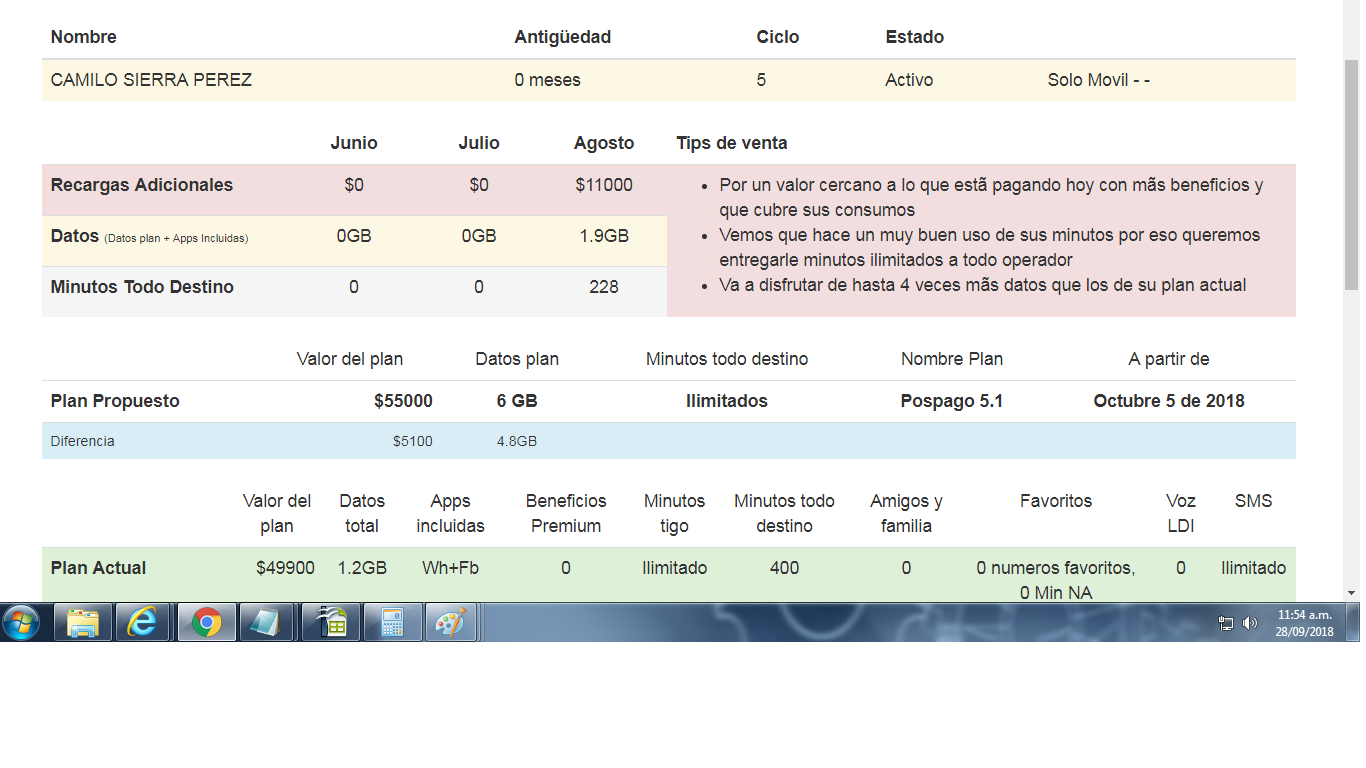 Nombre Antigüedad Ciclo Estado
CAMILO SIERRA PEREZ 0 meses 5 Activo Solo Movil - -
Junio Julio Agosto Tips de venta
Recargas Adicionales $0 $0 $11000
• Por un valor cercano a lo que estã pagando hoy con mãs beneficios y
que cubre sus consumos
Datos (Datos plan + Apps Incluidas) 0GB 0GB 1.9GB
• Vemos que hace un muy buen uso de sus minutos por eso queremos
entregarle minutos ilimitados a todo operador
Minutos Todo Destino 0 0 228
• Va a disfrutar de hasta 4 veces mãs datos que los de su plan actual
Valor del plan Datos plan Minutos todo destino Nombre Plan A partir de
Plan Propuesto $55000 6 GB Ilimitados Pospago 5.1 Octubre 5 de 2018
Diferencia $5100 4.8GB
Valor del Datos Apps Beneficios Minutos Minutos todo Amigos y Favoritos Voz SMS
plan total incluidas Premium tigo destino familia LDI
Plan Actual $49900 1.2GB Wh+Fb 0 Ilimitado 400 0 0 numeros favoritos, 0 Ilimitado
0 Min NA
11:54 a.m.
28/09/2018